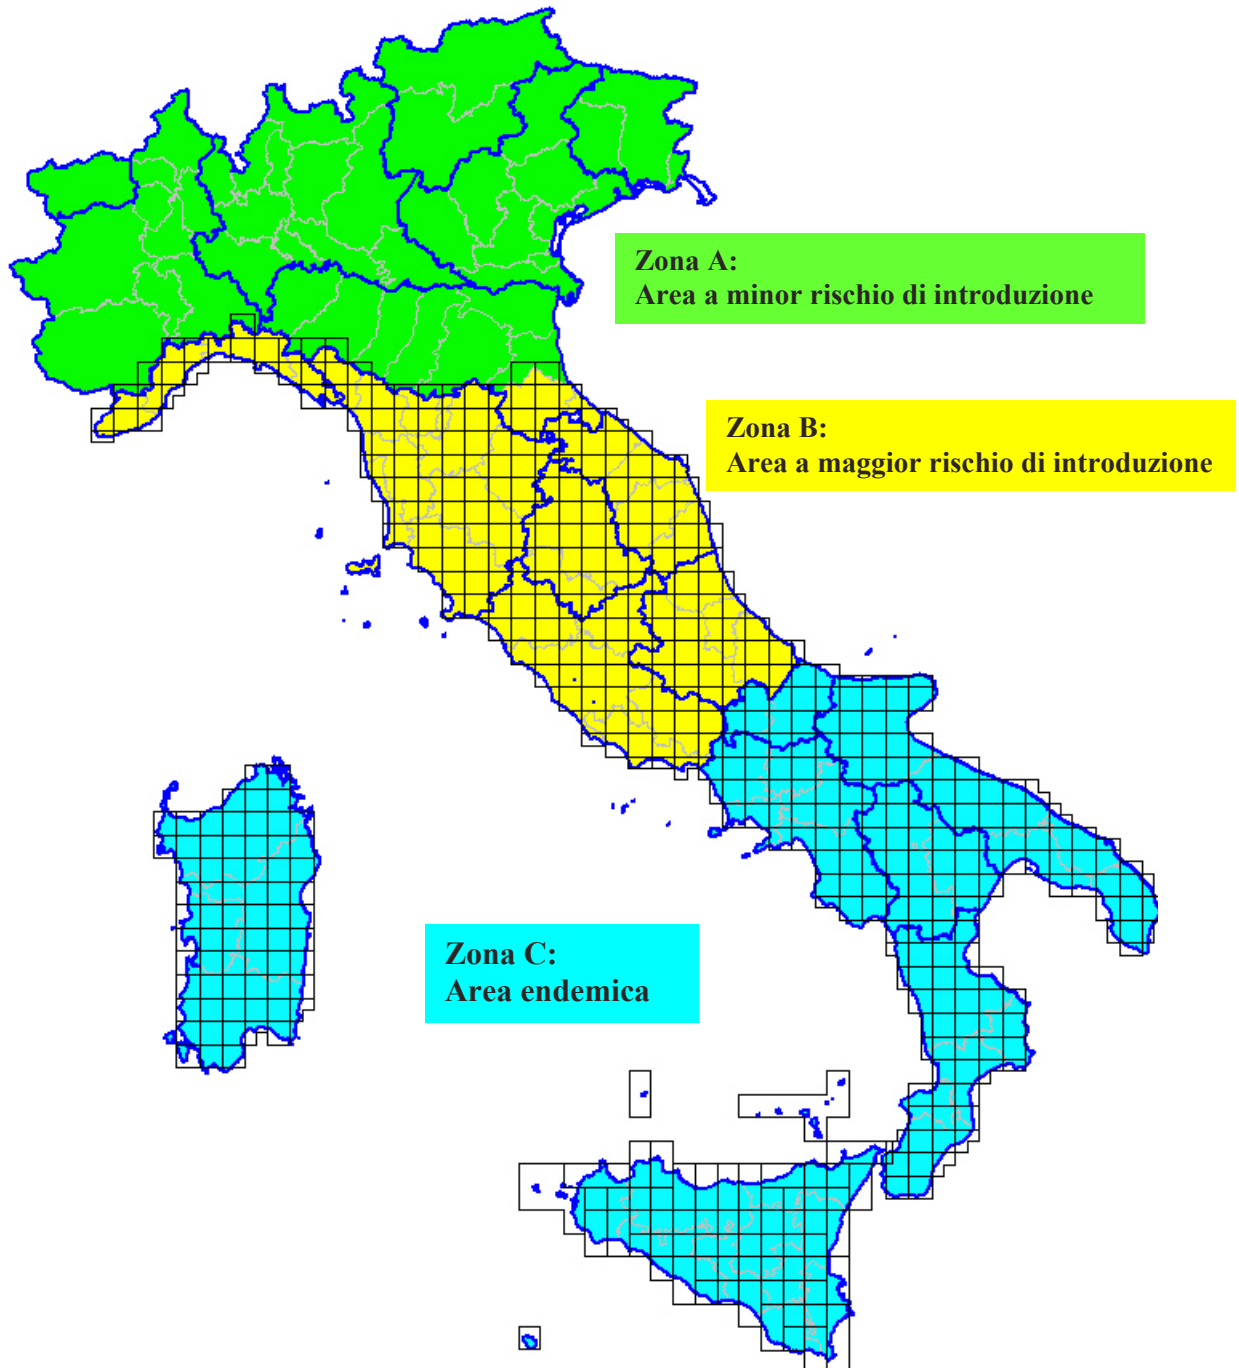 Zona A:
Area a minor rischio di introduzione
Zona B:
Area a maggior rischio di introduzione
Zona C:
Area endemica